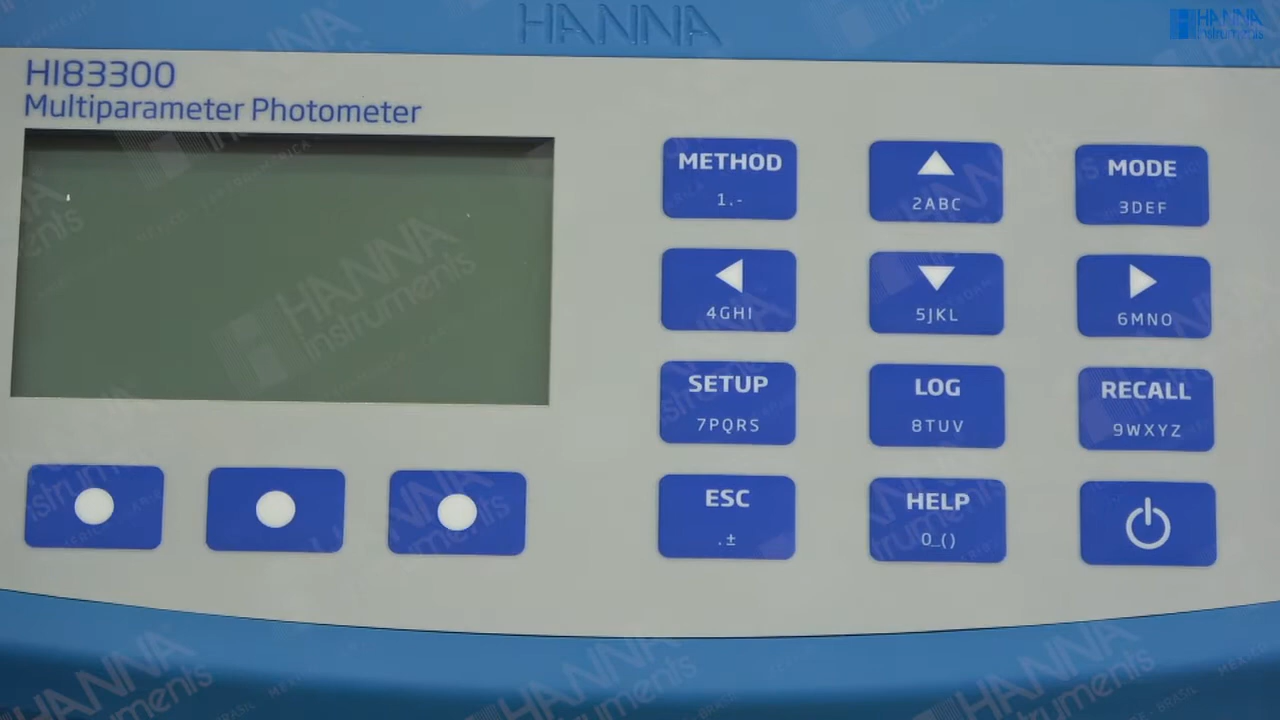 HANNA
HANNA
instruments
HI83300
Multiparameter Photometer
METHOD
1.-
2ABC
MODE
3DEF
4GHI
5JKL
6MNO
SETUP
7PQRS
LOG
8TUV
RECALL
9WXYZ
ESC
.±
HELP
0_()
HANNA
instruments